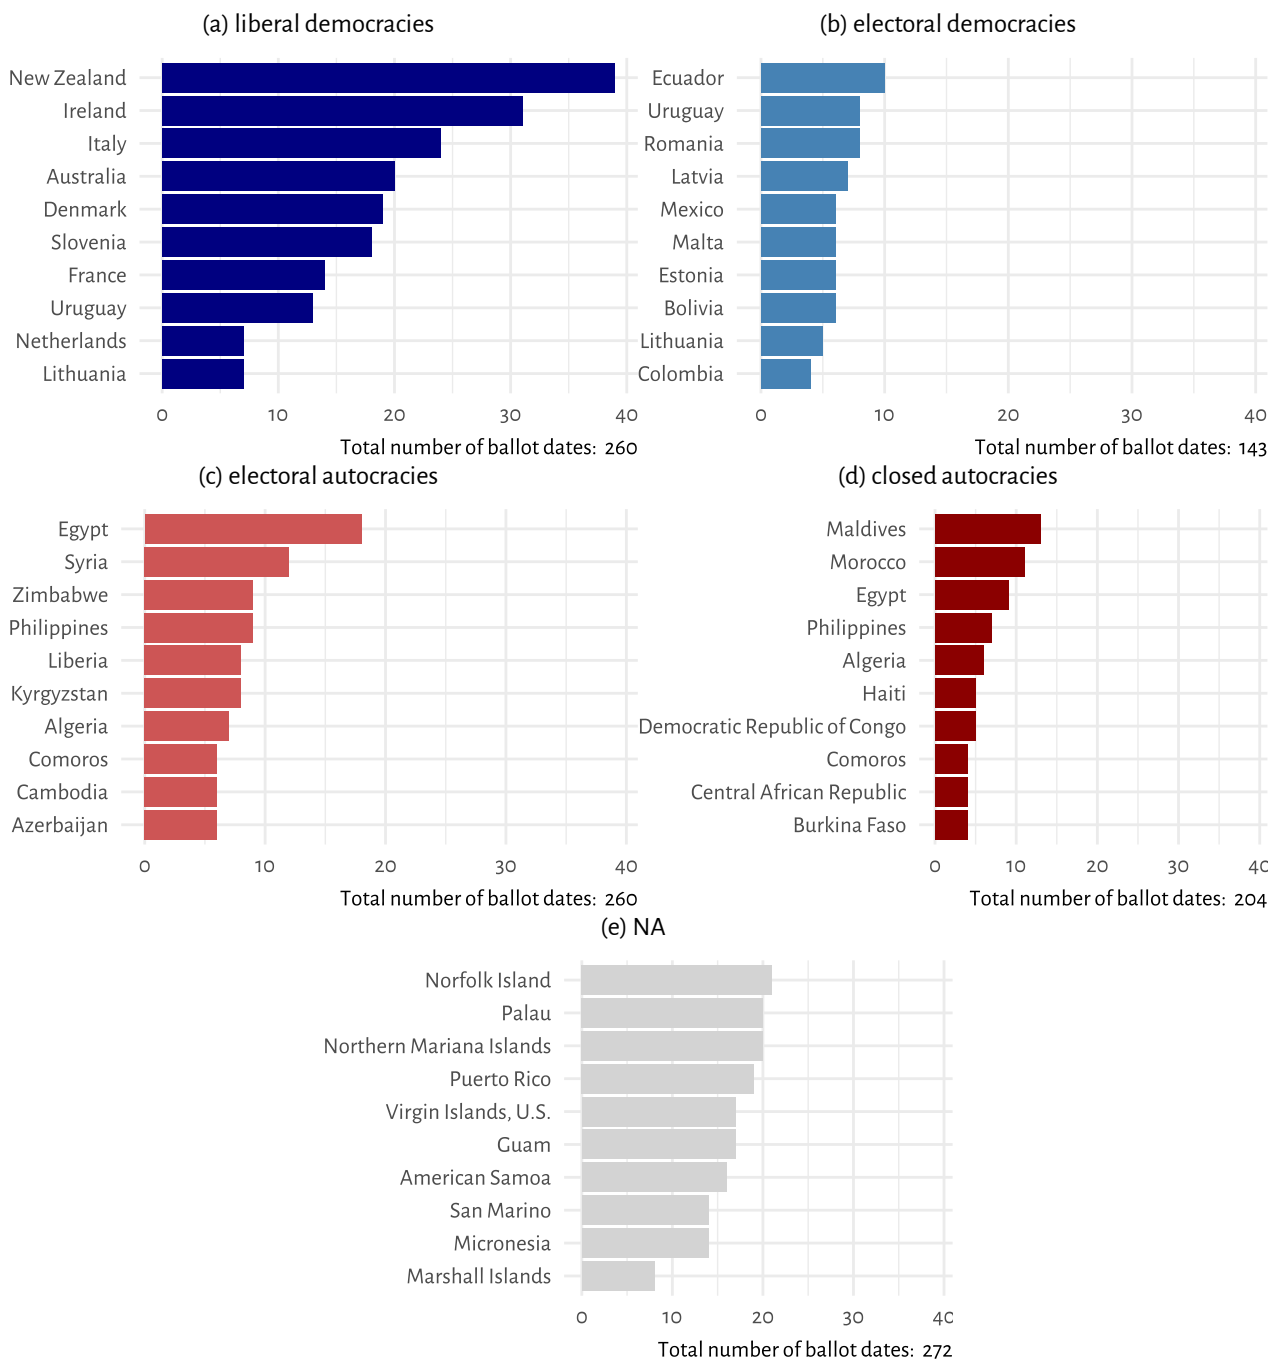 (a) liberal democracies
New Zealand
Ireland
Italy
Australia
Denmark
Slovenia
France
Uruguay
Netherlands
Lithuania
0 10 20 30 40
Total number of ballot dates: 260
(b) electoral democracies
Ecuador
Uruguay
Romania
Latvia
Mexico
Malta
Estonia
Bolivia
Lithuania
Colombia
0 10 20 30 40
Total number of ballot dates: 143
(c) electoral autocracies
Egypt
Syria
Zimbabwe
Philippines
Liberia
Kyrgyzstan
Algeria
Comoros
Cambodia
Azerbaijan
0 10 20 30 40
Total number of ballot dates: 260
(d) closed autocracies
Maldives
Morocco
Egypt
Philippines
Algeria
Haiti
Democratic Republic of Congo
Comoros
Central African Republic
Burkina Faso
0 10 20 30 40
Total number of ballot dates: 204
(e) NA
Norfolk Island
Palau
Northern Mariana Islands
Puerto Rico
Virgin Islands, U.S.
Guam
American Samoa
San Marino
Micronesia
Marshall Islands
0 10 20 30 40
Total number of ballot dates: 272